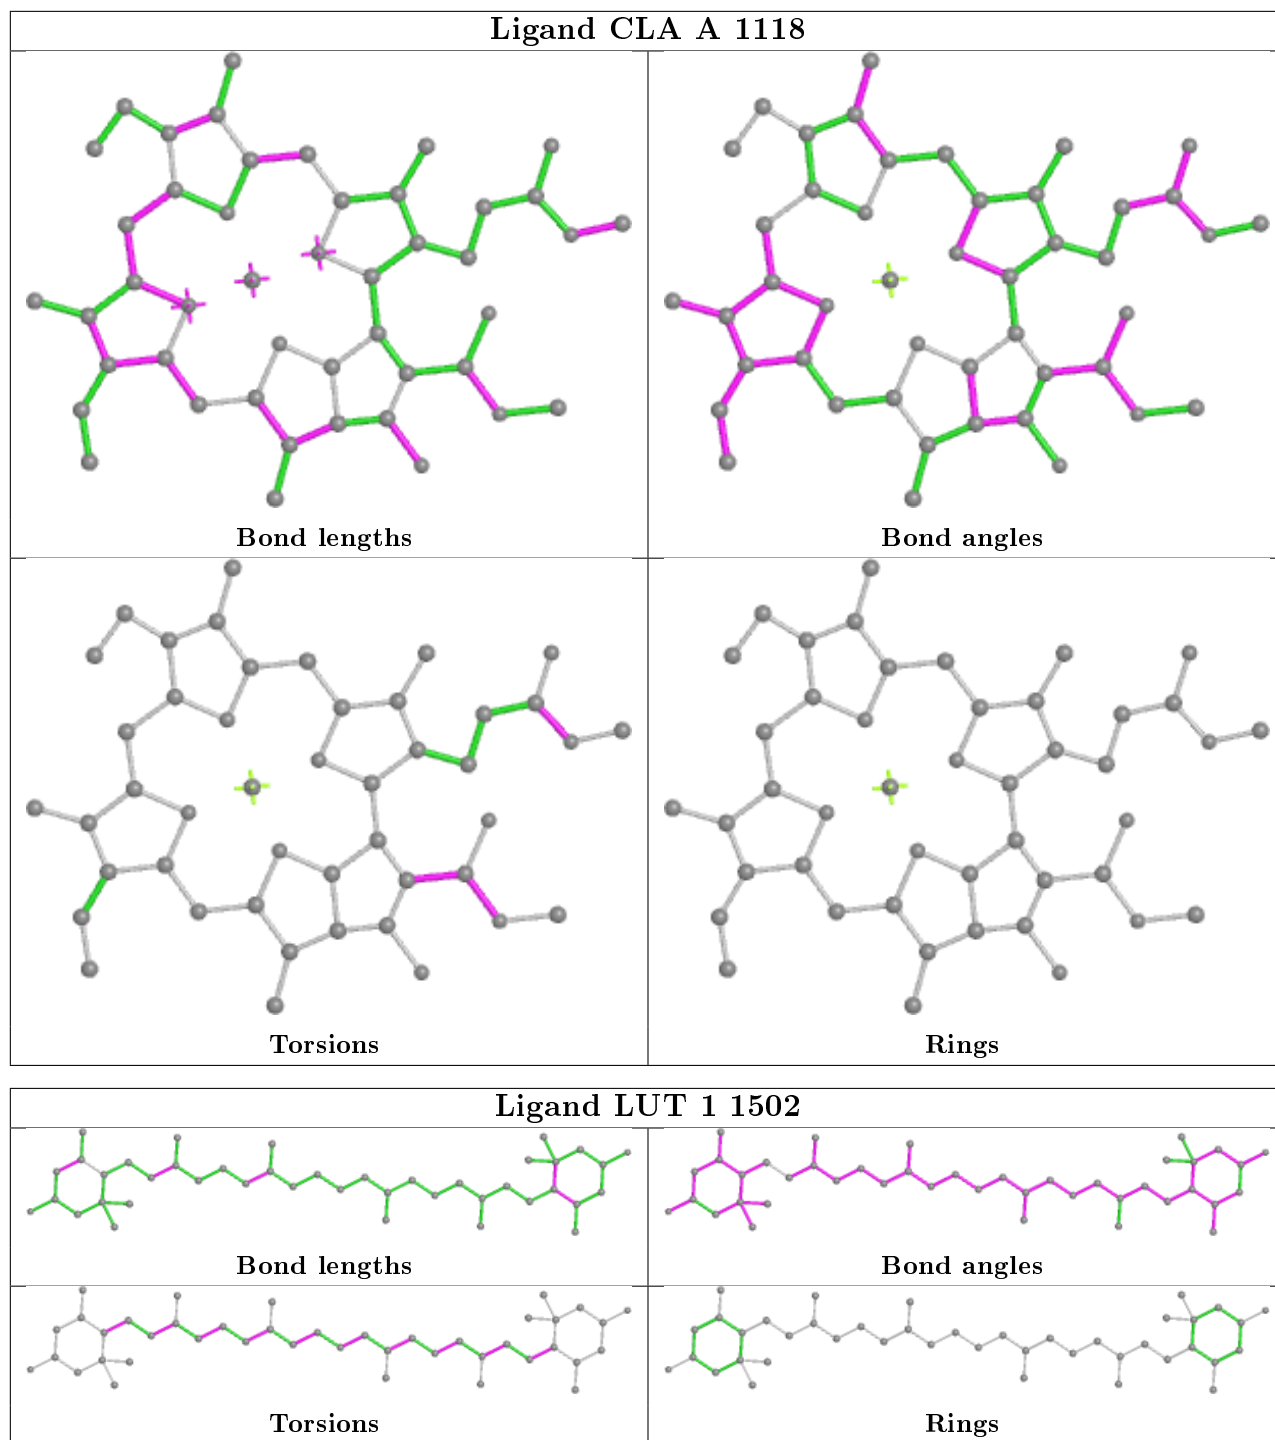 Ligand CLA A 1118
Bond lengths
Bond angles
Torsions
Rings
Ligand LUT 1 1502
Bond lengths
Bond angles
Torsions
Rings